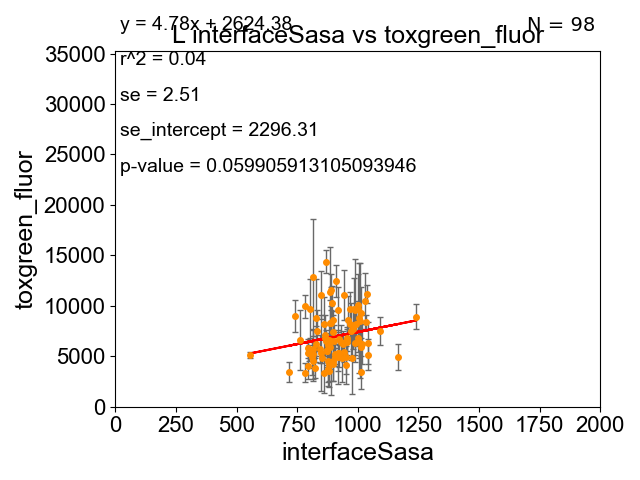 y = 4.78x + 2624.38
N = 98
L interfaceSasa vs toxgreen_fluor
r^2 = 0.04
se = 2.51
se_intercept = 2296.31
p-value = 0.059905913105093946
35000
30000
25000
20000
15000
10000
5000
0
toxgreen_fluor
0 250 500 750 1000 1250 1500 1750 2000
interfaceSasa